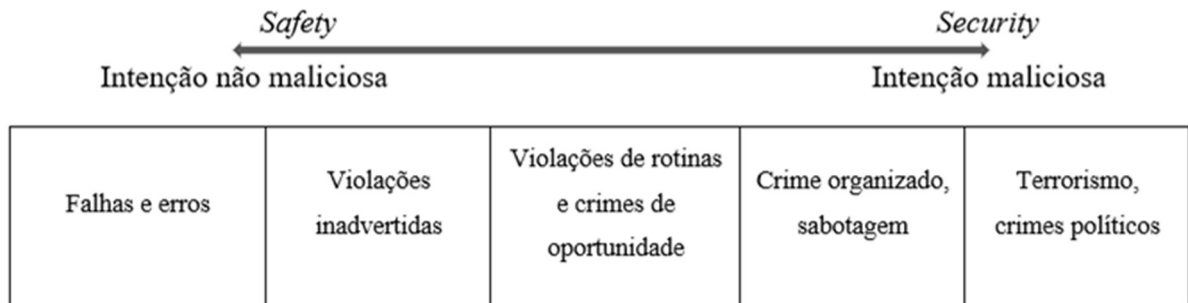 Safety Security
Intenção não maliciosa Intenção maliciosa
Falhas e erros
Violações
inadvertidas
Violações de rotinas
e crimes de
oportunidade
Crime organizado,
sabotagem
Terrorismo,
crimes políticos